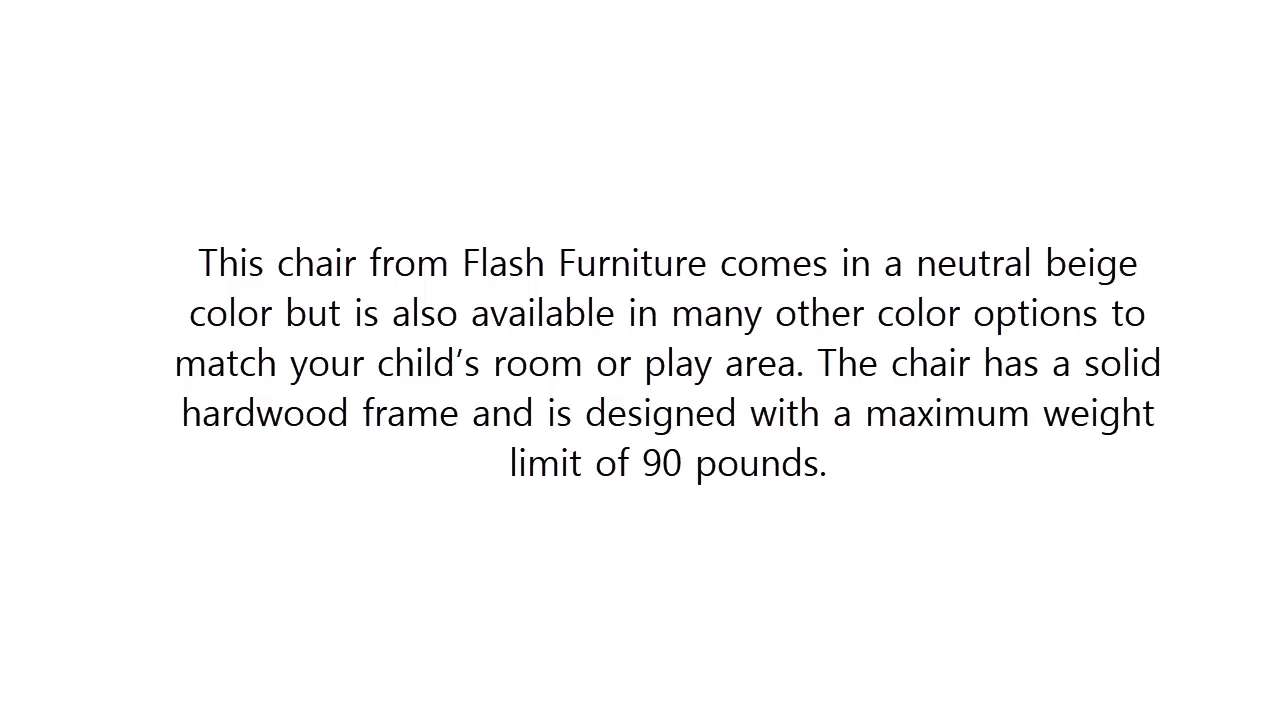 This chair from Flash Furniture comes in a neutral beige
color but is also available in many other color options to
match your child’s room or play area. The chair has a solid
hardwood frame and is designed with a maximum weight
limit of 90 pounds.